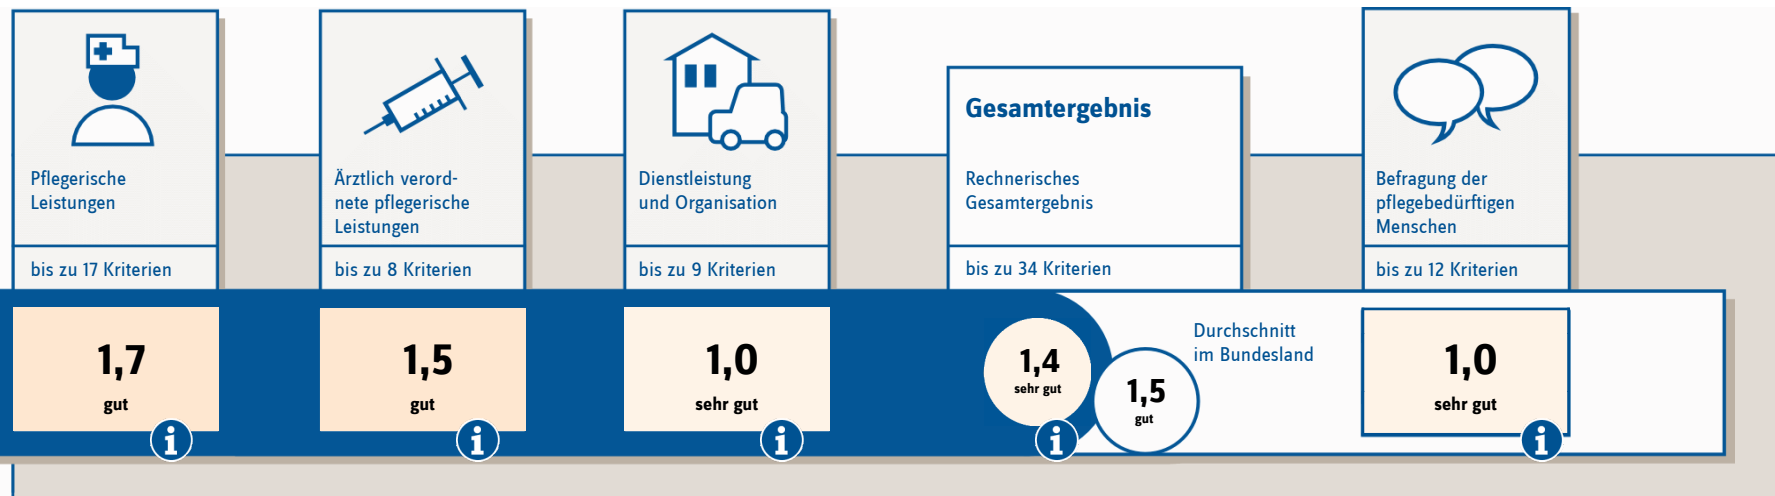 Pflegerische
Leistungen
bis zu 17 Kriterien
1,7
gut
i
Ärztlich verord-
nete pflegerische
Leistungen
bis zu 8 Kriterien
1,5
gut
i
Dienstleistung
und Organisation
bis zu 9 Kriterien
1,0
sehr gut
i
Gesamtergebnis
Rechnerisches
Gesamtergebnis
bis zu 34 Kriterien
1,4
sehr gut
i
1,5
gut
Durchschnitt
im Bundesland
Befragung der
pflegebedürftigen
Menschen
bis zu 12 Kriterien
1,0
sehr gut
i